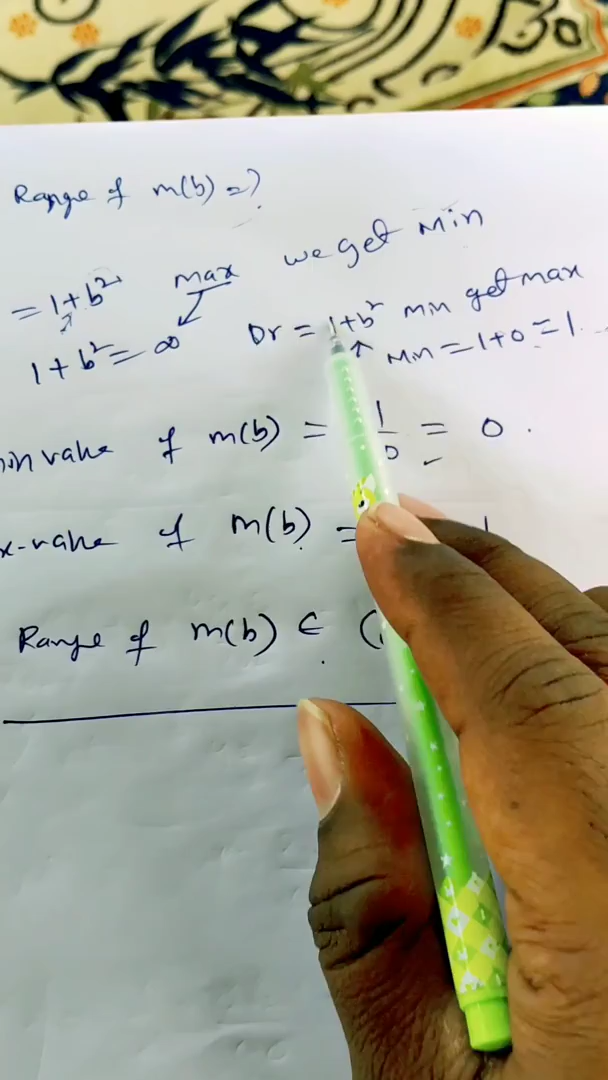 Range of m(b) = ?
= 1+b² max we get Min
1+b² = ∞ Dr = 1+b² min get max
Min = 1+0 = 1.
min value of m(b) = 1 = 0.
x-value of m(b) =
Range of m(b) ∈ (